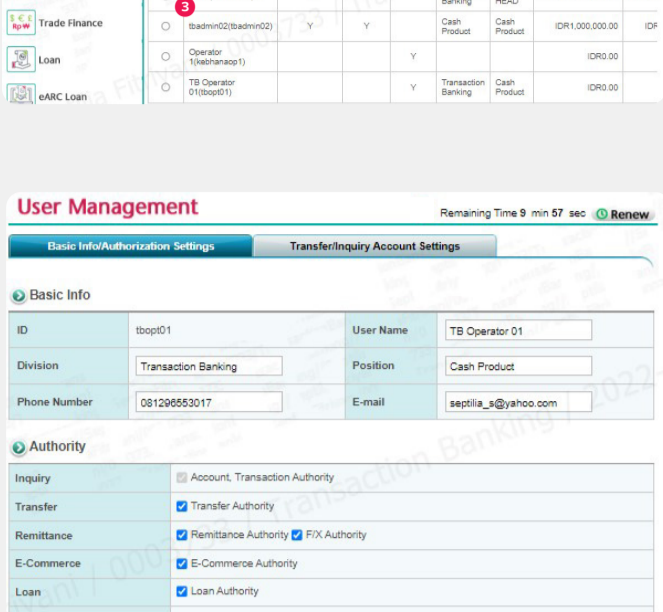 Banking HEAD
3
$ € £
Rp ₩
Trade Finance
tbadmin02(tbadmin02) Y Y Cash Product Cash Product IDR1,000,000.00 IDR
Loan
Operator 1(kebhanaop1) Y IDR0.00
eARC Loan
TB Operator 01(tbopt01) Y Transaction Banking Cash Product IDR0.00
User Management
Remaining Time 9 min 57 sec Renew
Basic Info/Authorization Settings Transfer/Inquiry Account Settings
Basic Info
ID tbopt01 User Name TB Operator 01
Division Transaction Banking Position Cash Product
Phone Number 081296553017 E-mail septilia_s@yahoo.com
Authority
Inquiry Account, Transaction Authority
Transfer Transfer Authority
Remittance Remittance Authority F/X Authority
E-Commerce E-Commerce Authority
Loan Loan Authority